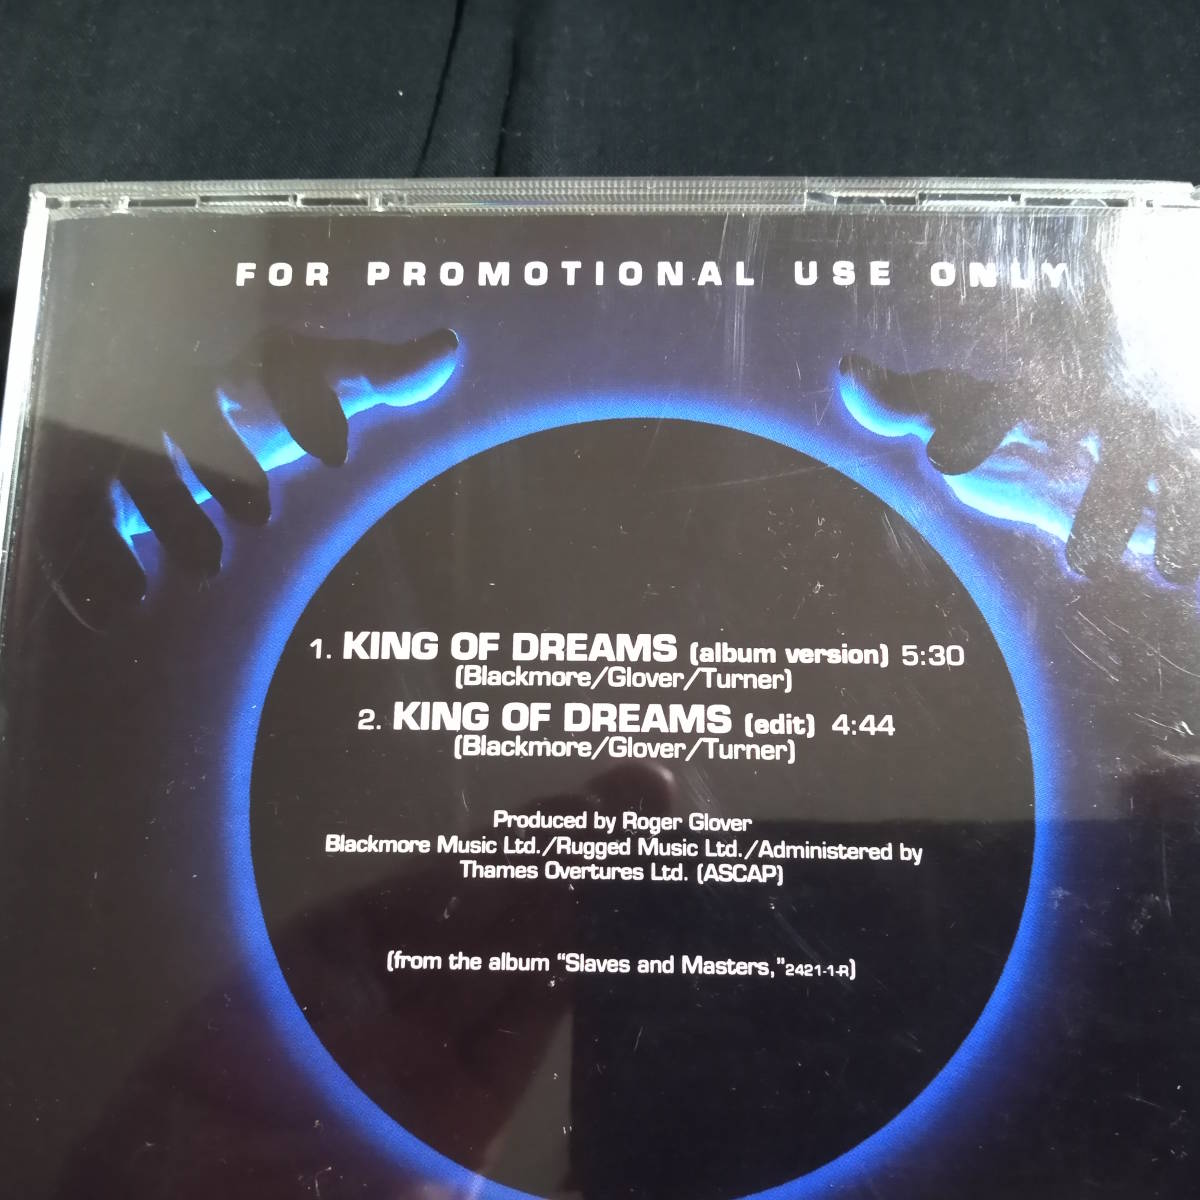 FOR PROMOTIONAL USE ONLY
1. KING OF DREAMS (album version) 5:30
(Blackmore/Glover/Turner)
2. KING OF DREAMS (edit) 4:44
(Blackmore/Glover/Turner)
Produced by Roger Glover
Blackmore Music Ltd./Rugged Music Ltd./Administered by
Thames Overtures Ltd. (ASCAP)
(from the album “Slaves and Masters,” 2421-1-R)